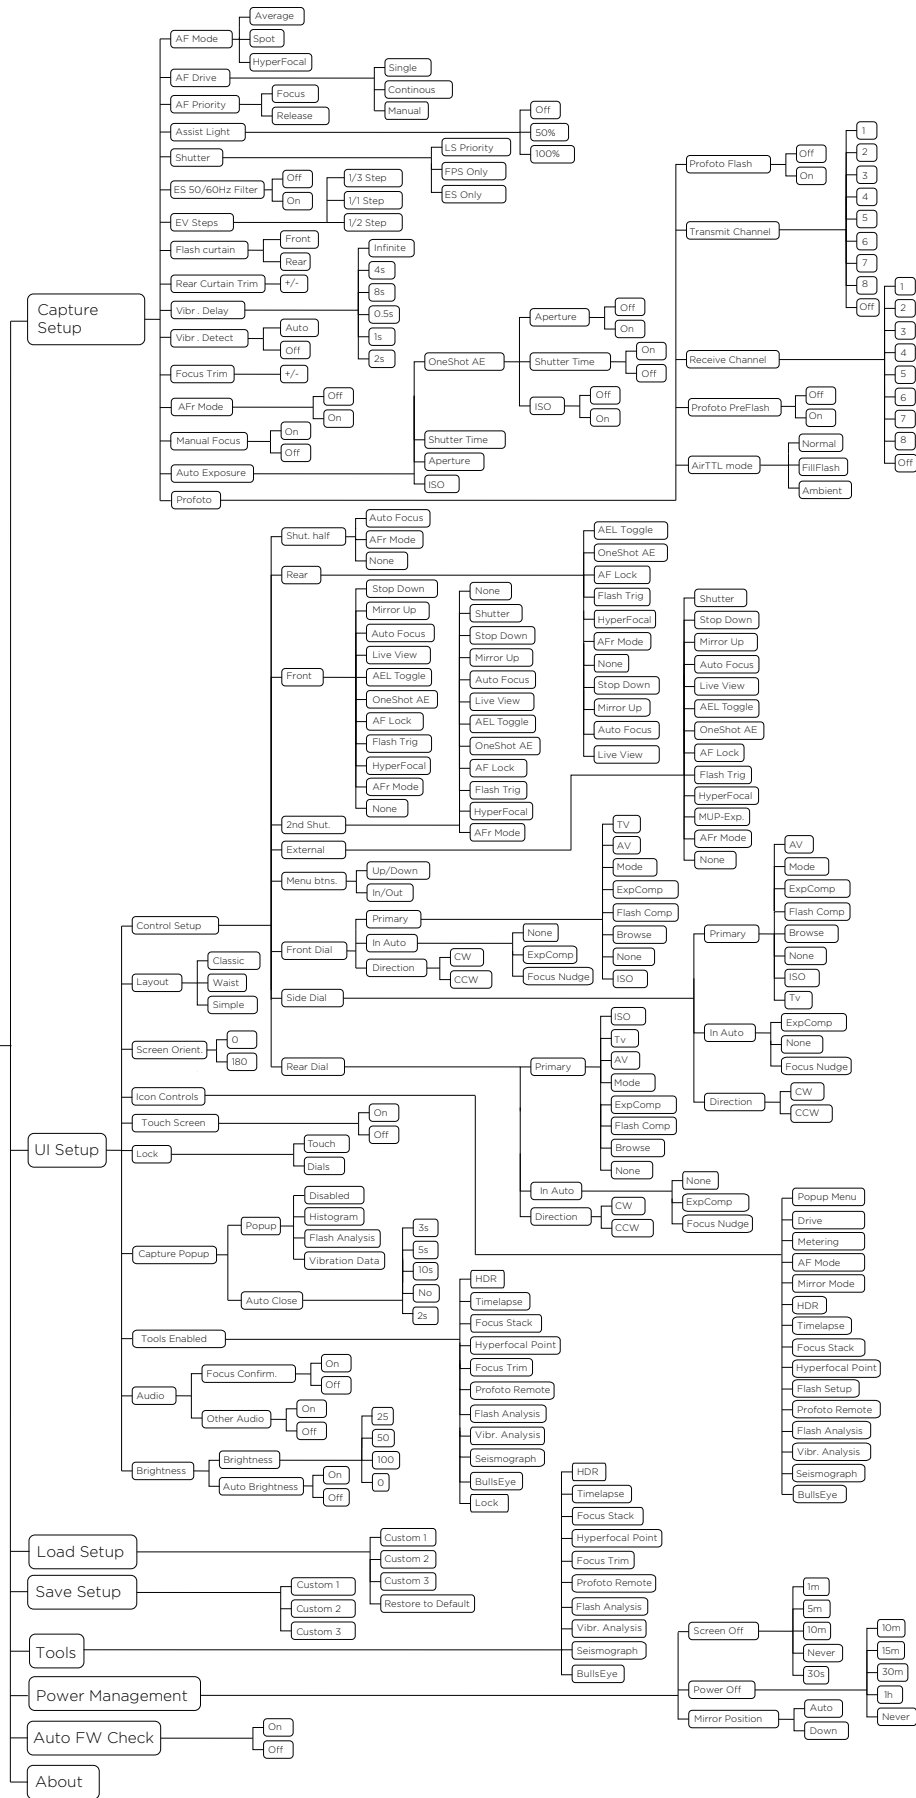 Capture
Setup
AF Mode
Average
Spot
HyperFocal
AF Drive
Single
Continous
Manual
AF Priority
Focus
Release
Assist Light
Off
50%
100%
Shutter
LS Priority
FPS Only
ES Only
ES 50/60Hz Filter
Off
On
EV Steps
1/3 Step
1/1 Step
1/2 Step
Flash curtain
Front
Rear
Rear Curtain Trim
+/-
Vibr. Delay
Infinite
4s
8s
0.5s
1s
2s
Vibr. Detect
Auto
Off
Focus Trim
+/-
AFr Mode
Off
On
Manual Focus
On
Off
Auto Exposure
OneShot AE
Aperture
Off
On
Shutter Time
On
Off
ISO
Off
On
Shutter Time
Aperture
ISO
Profoto
Profoto Flash
Off
On
Transmit Channel
1
2
3
4
5
6
7
8
Off
Receive Channel
1
2
3
4
5
6
7
8
Off
Profoto PreFlash
Off
On
AirTTL mode
Normal
FillFlash
Ambient
UI Setup
Control Setup
Shut. half
Auto Focus
AFr Mode
None
Rear
AEL Toggle
OneShot AE
AF Lock
Flash Trig
HyperFocal
AFr Mode
None
Stop Down
Mirror Up
Auto Focus
Live View
Front
Stop Down
Mirror Up
Auto Focus
Live View
AEL Toggle
OneShot AE
AF Lock
Flash Trig
HyperFocal
AFr Mode
None
2nd Shut.
None
Shutter
Stop Down
Mirror Up
Auto Focus
Live View
AEL Toggle
OneShot AE
AF Lock
Flash Trig
HyperFocal
AFr Mode
External
Shutter
Stop Down
Mirror Up
Auto Focus
Live View
AEL Toggle
OneShot AE
AF Lock
Flash Trig
HyperFocal
MUP-Exp.
AFr Mode
None
Menu btns.
Up/Down
In/Out
Front Dial
Primary
TV
AV
Mode
ExpComp
Flash Comp
Browse
None
ISO
In Auto
None
ExpComp
Focus Nudge
Direction
CW
CCW
Side Dial
Primary
AV
Mode
ExpComp
Flash Comp
Browse
None
ISO
Tv
In Auto
ExpComp
None
Focus Nudge
Direction
CW
CCW
Rear Dial
Primary
ISO
Tv
AV
Mode
ExpComp
Flash Comp
Browse
None
In Auto
None
ExpComp
Focus Nudge
Direction
CW
CCW
Layout
Classic
Waist
Simple
Screen Orient.
0
180
Icon Controls
Popup Menu
Drive
Metering
AF Mode
Mirror Mode
HDR
Timelapse
Focus Stack
Hyperfocal Point
Flash Setup
Profoto Remote
Flash Analysis
Vibr. Analysis
Seismograph
BullsEye
Touch Screen
On
Off
Lock
Touch
Dials
Capture Popup
Popup
Disabled
Histogram
Flash Analysis
Vibration Data
Auto Close
3s
5s
10s
No
2s
Tools Enabled
HDR
Timelapse
Focus Stack
Hyperfocal Point
Focus Trim
Profoto Remote
Flash Analysis
Vibr. Analysis
Seismograph
BullsEye
Lock
Audio
Focus Confirm.
On
Off
Other Audio
On
Off
Brightness
Brightness
25
50
100
0
Auto Brightness
On
Off
Load Setup
Custom 1
Custom 2
Custom 3
Restore to Default
Save Setup
Custom 1
Custom 2
Custom 3
Tools
HDR
Timelapse
Focus Stack
Hyperfocal Point
Focus Trim
Profoto Remote
Flash Analysis
Vibr. Analysis
Seismograph
BullsEye
Power Management
Screen Off
1m
5m
10m
Never
30s
Power Off
10m
15m
30m
1h
Never
Mirror Position
Auto
Down
Auto FW Check
On
Off
About